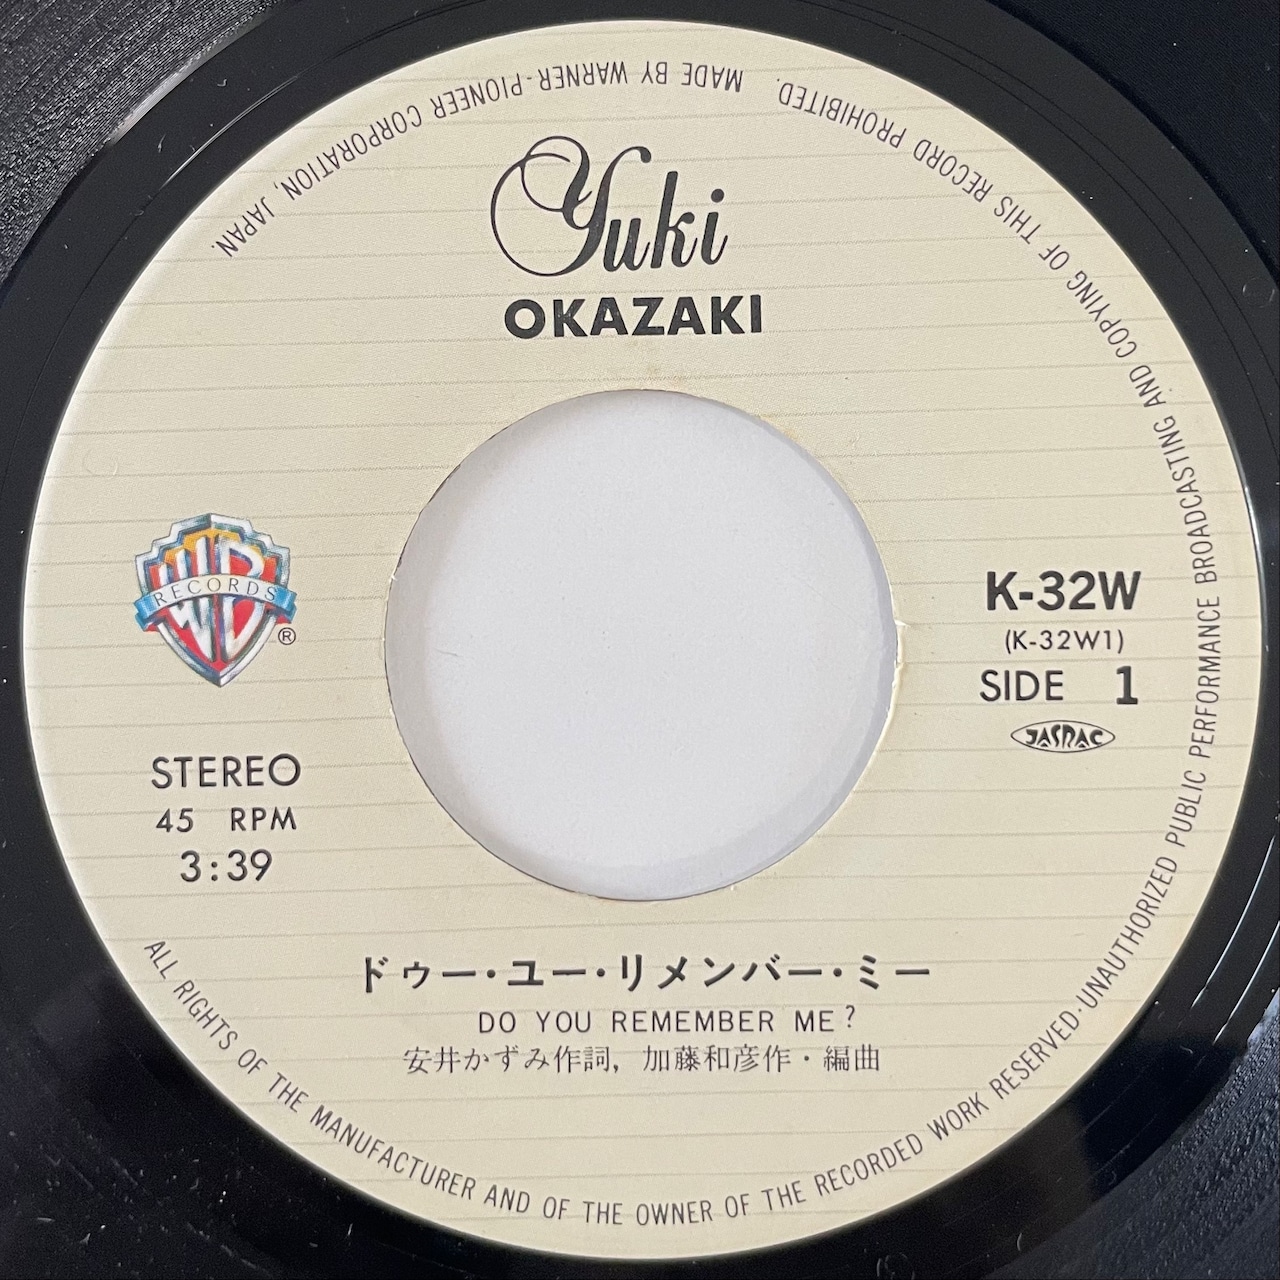 Yuki
OKAZAKI
WB
RECORDS
®
K-32W
(K-32W1)
SIDE 1
JASRAC
STEREO
45 RPM
3:39
ドゥー・ユー・リメンバー・ミー
DO YOU REMEMBER ME?
安井かずみ作詞, 加藤和彦作・編曲
ALL RIGHTS OF THE MANUFACTURER AND OF THE OWNER OF THE RECORDED WORK RESERVED·UNAUTHORIZED PUBLIC PERFORMANCE BROADCASTING AND COPYING OF THIS RECORD PROHIBITED. MADE BY WARNER-PIONEER CORPORATION, JAPAN.